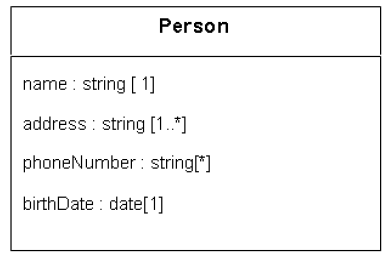 Person
name : string [ 1]
address : string [1..*]
phoneNumber : string[*]
birthDate : date[1]